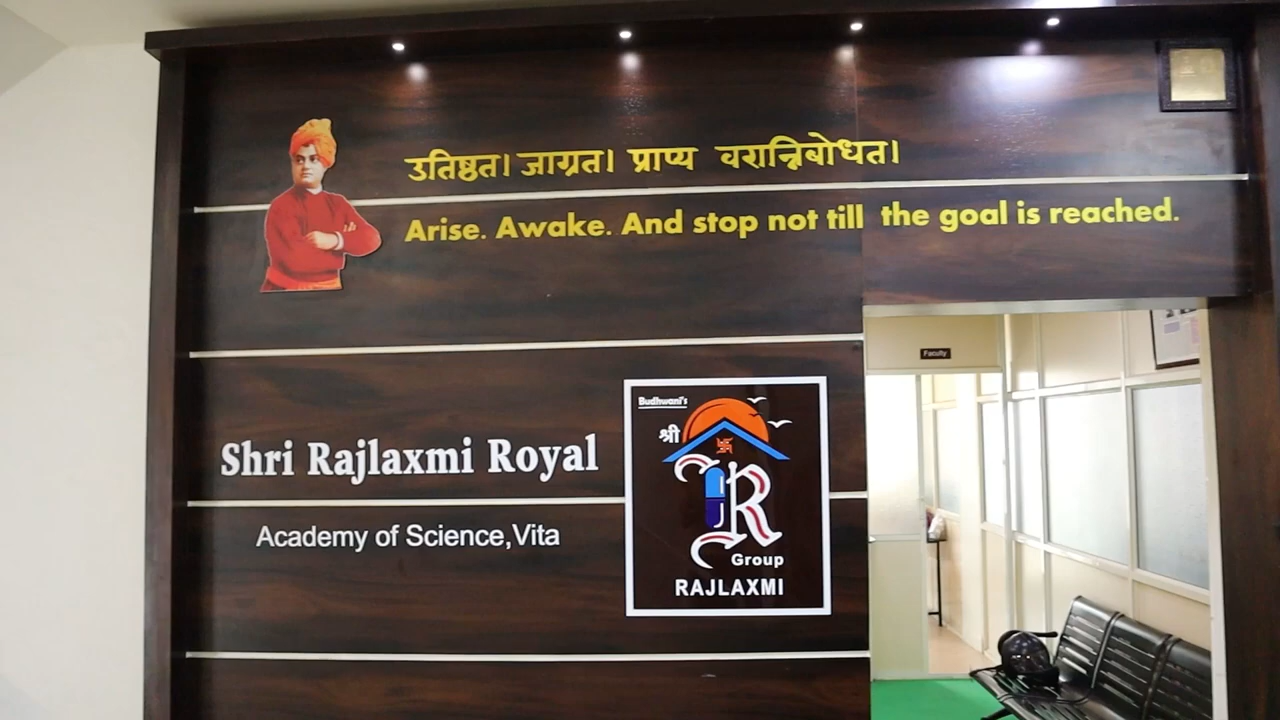 उतिष्ठत। जाग्रत। प्राप्य वरान्निबोधत।
Arise. Awake. And stop not till the goal is reached.
Faculty
Budhwani's
श्री
R
Group
RAJLAXMI
Shri Rajlaxmi Royal
Academy of Science,Vita